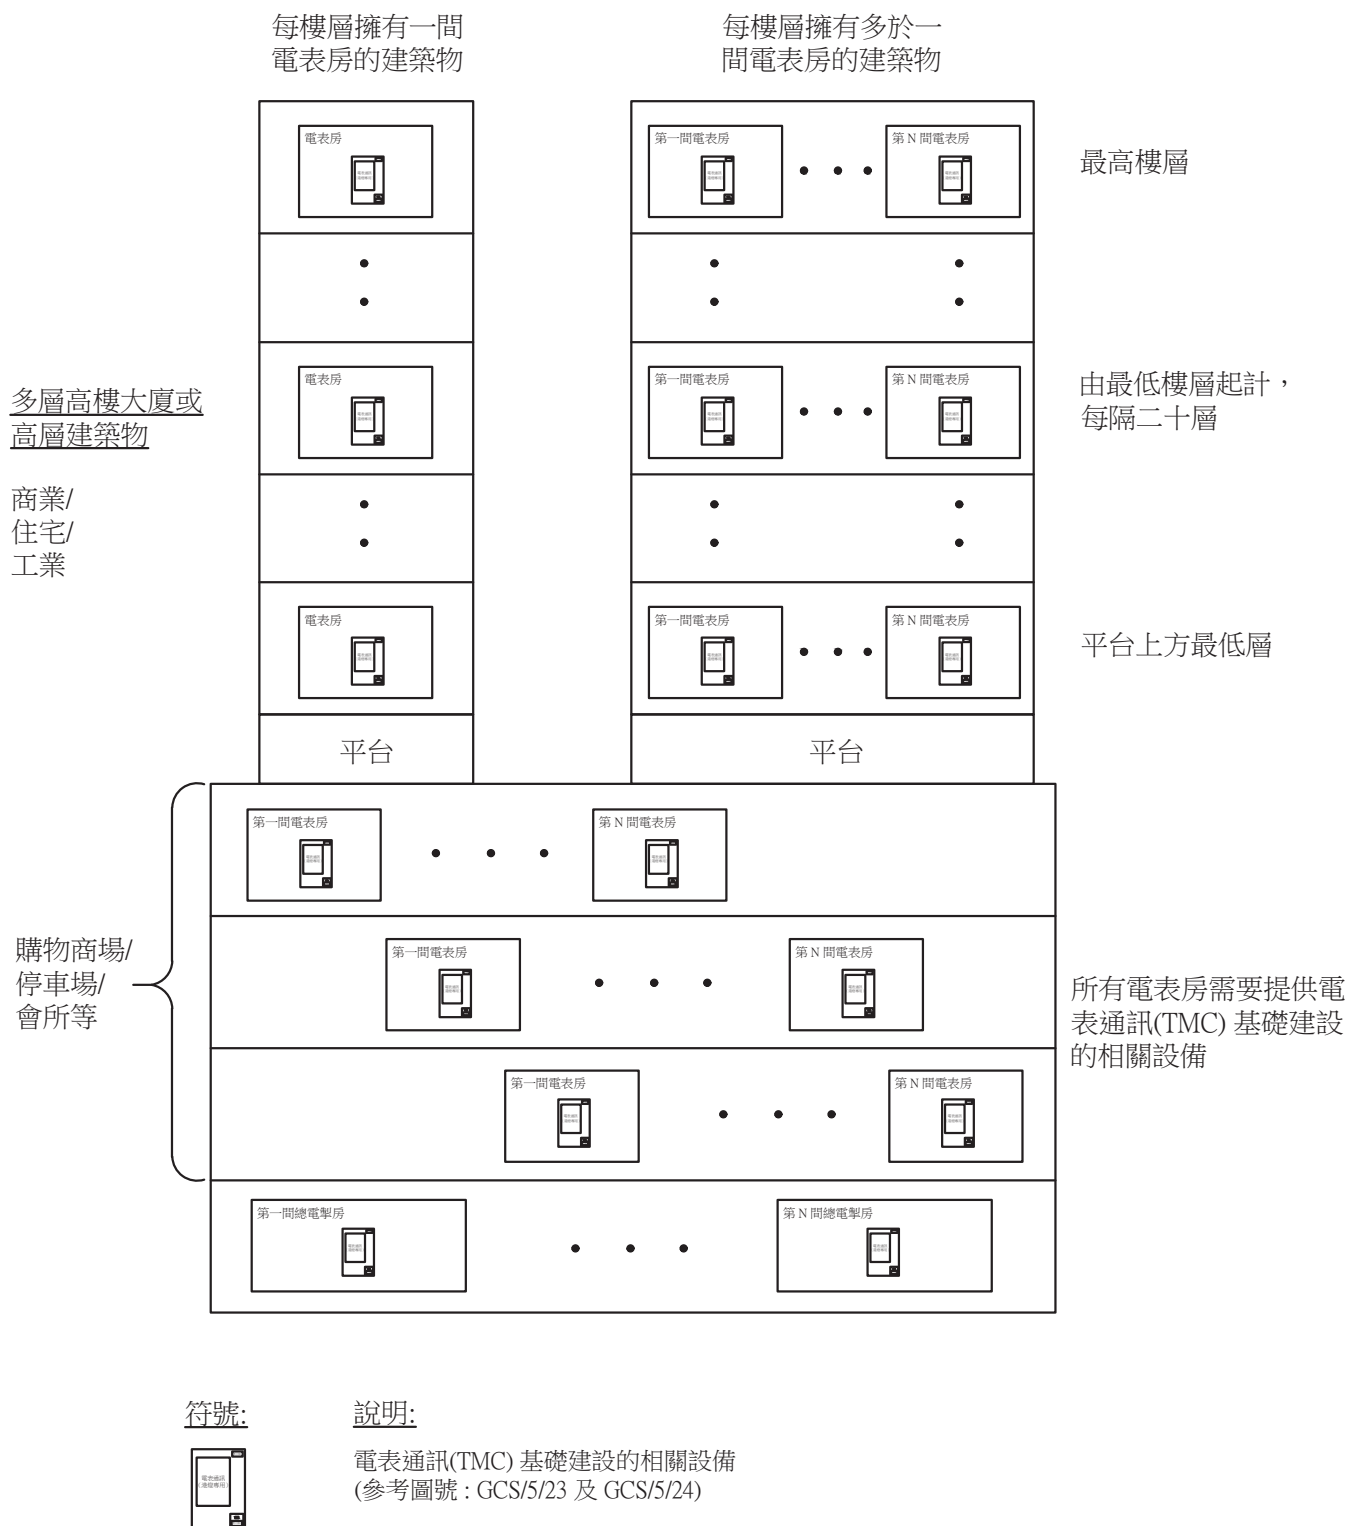 每樓層擁有一間
電表房的建築物
每樓層擁有多於一
間電表房的建築物
電表房
第一間電表房
第 N 間電表房
最高樓層
多層高樓大廈或
高層建築物
商業/
住宅/
工業
電表房
第一間電表房
第 N 間電表房
由最低樓層起計，
每隔二十層
電表房
第一間電表房
第 N 間電表房
平台上方最低層
平台
平台
購物商場/
停車場/
會所等
第一間電表房
第 N 間電表房
第一間電表房
第 N 間電表房
第一間電表房
第 N 間電表房
所有電表房需要提供電
表通訊(TMC) 基礎建設
的相關設備
第一間總電掣房
第 N 間總電掣房
符號:
說明:
電表通訊
電表通訊(TMC) 基礎建設的相關設備
(參考圖號 : GCS/5/23 及 GCS/5/24)